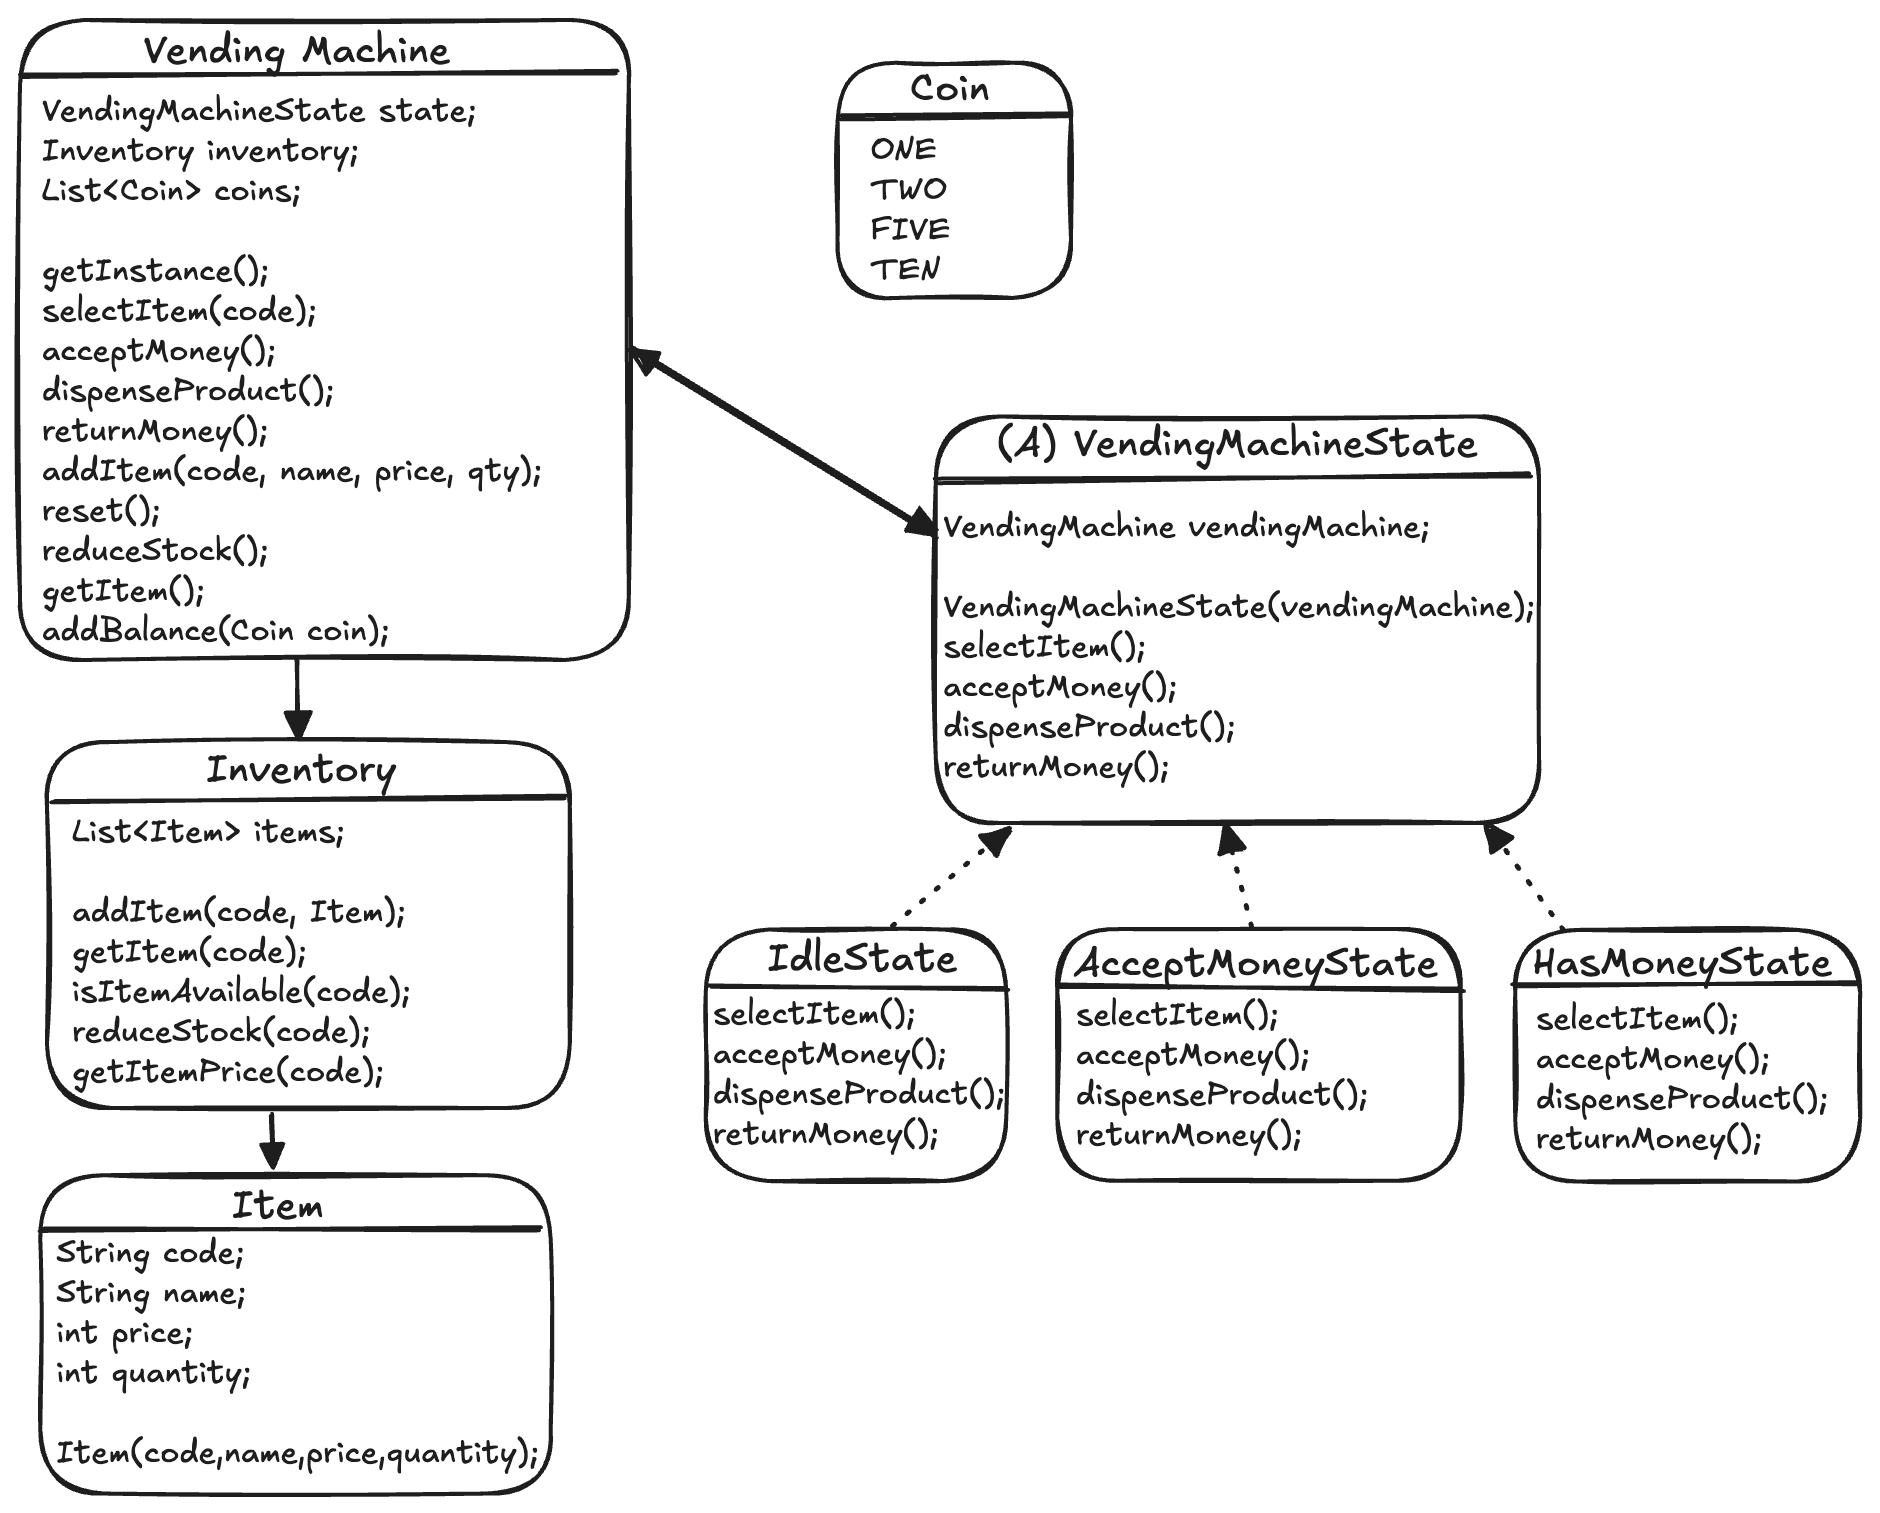 Vending Machine
VendingMachineState state;
Inventory inventory;
List<Coin> coins;
getInstance();
selectItem(code);
acceptMoney();
dispenseProduct();
returnMoney();
addItem(code, name, price, qty);
reset();
reduceStock();
getItem();
addBalance(Coin coin);
Coin
ONE
TWO
FIVE
TEN
(A) VendingMachineState
VendingMachine vendingMachine;
VendingMachineState(vendingMachine);
selectItem();
acceptMoney();
dispenseProduct();
returnMoney();
Inventory
List<Item> items;
addItem(code, Item);
getItem(code);
isItemAvailable(code);
reduceStock(code);
getItemPrice(code);
IdleState
selectItem();
acceptMoney();
dispenseProduct();
returnMoney();
AcceptMoneyState
selectItem();
acceptMoney();
dispenseProduct();
returnMoney();
HasMoneyState
selectItem();
acceptMoney();
dispenseProduct();
returnMoney();
Item
String code;
String name;
int price;
int quantity;
Item(code,name,price,quantity);